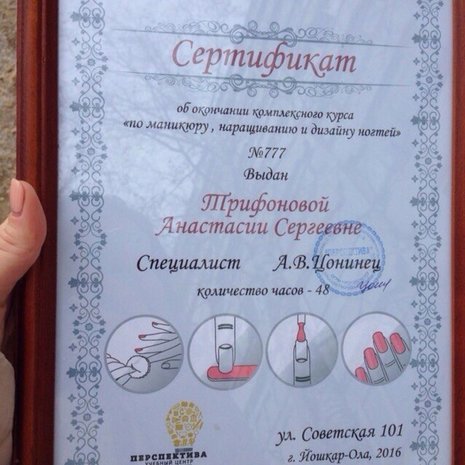 Сертификат
об окончании комплексного курса
«по маникюру , наращиванию и дизайну ногтей»
№777
Выдан
Трифоновой
Анастасии Сергеевне
Специалист А.В.Цонинец
"ПЕРСПЕКТИВА"
количество часов - 48
ПЕРСПЕКТИВА
УЧЕБНЫЙ ЦЕНТР
ул. Советская 101
г. Йошкар-Ола, 2016